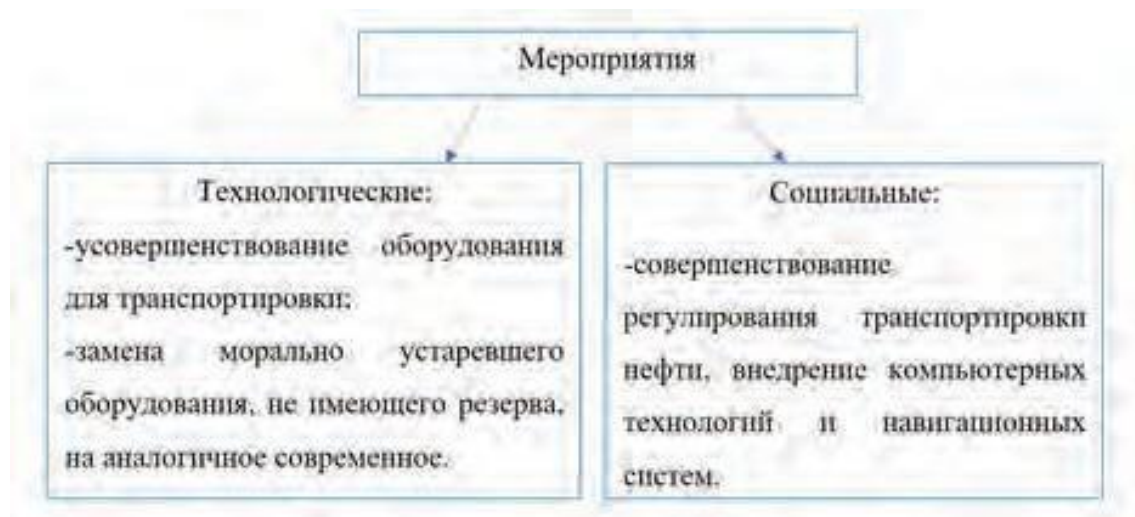 Мероприятия
Технологические:
-усовершенствование оборудования
для транспортировки;
-замена морально устаревшего
оборудования, не имеющего резерва,
на аналогичное современное.
Социальные:
-совершенствование
регулирования транспортировки
нефти, внедрение компьютерных
технологий и навигационных
систем.